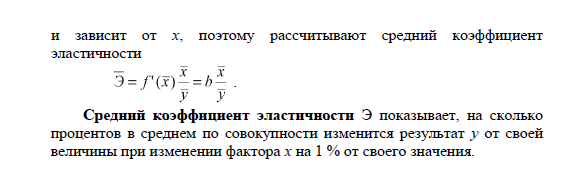 и зависит от x, поэтому рассчитывают средний коэффициент
эластичности
Э̅ = f'(x̅) x̅/y̅ = b x̅/y̅ .
Средний коэффициент эластичности Э показывает, на сколько
процентов в среднем по совокупности изменится результат y от своей
величины при изменении фактора x на 1 % от своего значения.